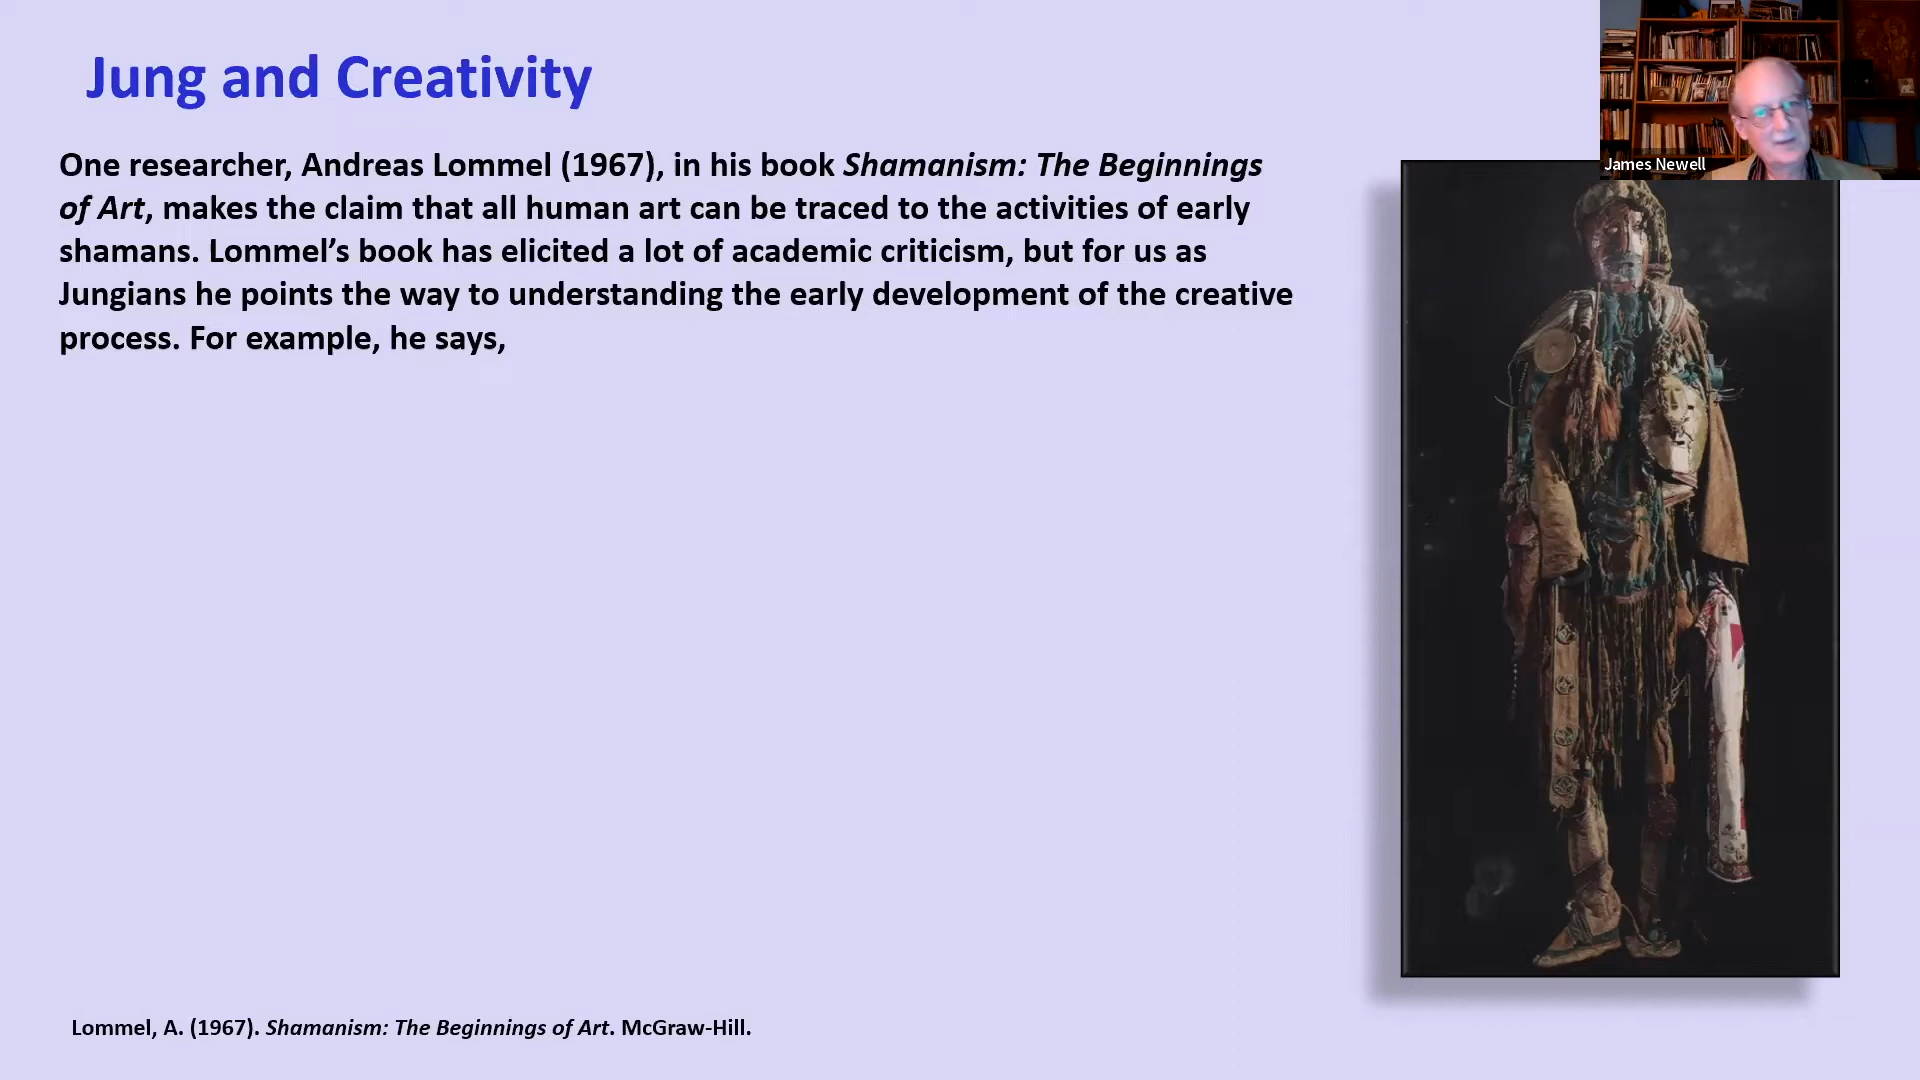 Jung and Creativity
James Newell
One researcher, Andreas Lommel (1967), in his book Shamanism: The Beginnings
of Art, makes the claim that all human art can be traced to the activities of early
shamans. Lommel’s book has elicited a lot of academic criticism, but for us as
Jungians he points the way to understanding the early development of the creative
process. For example, he says,
Lommel, A. (1967). Shamanism: The Beginnings of Art. McGraw-Hill.